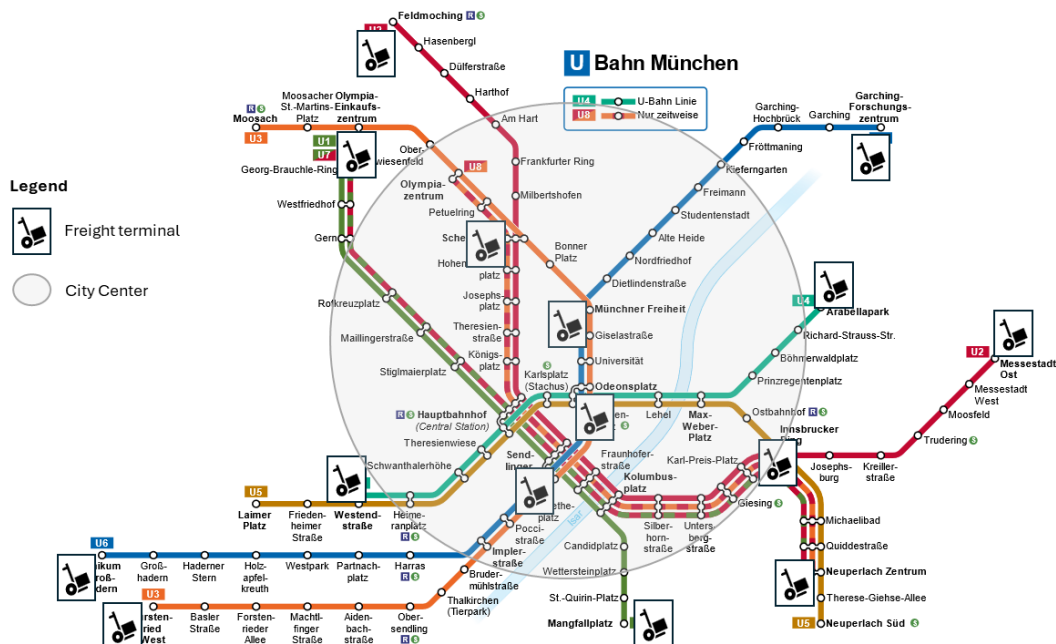 Feldmoching R S
Hasenbergl
Dülferstraße
Harthof
Am Hart
Frankfurter Ring
Milbertshofen
U Bahn München
U4 U-Bahn Linie
U8 Nur zeitweise
R S
Moosach
U3
Moosacher
St.-Martins-
Platz
Olympia-
Einkaufs-
zentrum
U1
U7
Georg-Brauchle-Ring
Westfriedhof
Gern
Rotkreuzplatz
Maillingerstraße
Stiglmaierplatz
Ober-
wiesenfeld
U8
Olympia-
zentrum
Petuelring
Bonner
Platz
Josephs-
platz
Theresien-
straße
Königs-
platz
Garching-
Hochbrück
Garching
Garching-
Forschungs-
zentrum
Fröttmaning
Kieferngarten
Freimann
Studentenstadt
Alte Heide
Nordfriedhof
Dietlindenstraße
Münchner Freiheit
Giselastraße
Universität
Odeonsplatz
Legend
Freight terminal
City Center
U4
Arabellapark
Richard-Strauss-Str.
Böhmerwaldplatz
Prinzregentenplatz
U2
Messestadt
Ost
Messestadt
West
Moosfeld
Trudering S
Kreiller-
straße
Josephs-
burg
Innsbrucker
S
Karlsplatz
(Stachus)
R S Hauptbahnhof
(Central Station)
Theresienwiese
Schwanthalerhöhe
Lehel
Max-
Weber-
Platz
Ostbahnhof R S
S
Fraunhofer-
straße
Kolumbus-
platz
Karl-Preis-Platz
Giesing S
Silber-
horn-
straße
Unters-
berg-
straße
U5
Laimer
Platz
Frieden-
heimer
Straße
Westend-
straße
Heime-
ranplatz
R S
Isar
Pocci-
straße
Impler-
straße
Bruder-
mühlstraße
Thalkirchen
(Tierpark)
Candidplatz
Wettersteinplatz
St.-Quirin-Platz
Mangfallplatz
Michaelibad
Quiddestraße
Neuperlach Zentrum
Therese-Giehse-Allee
U5
Neuperlach Süd S
U6
Groß-
hadern
Haderner
Stern
Holz-
apfel-
kreuth
Westpark
Partnach-
platz
Harras
R S
U3
West
Basler
Straße
Forsten-
rieder
Allee
Machtl-
finger
Straße
Aiden-
bach-
straße
Ober-
sendling
R S